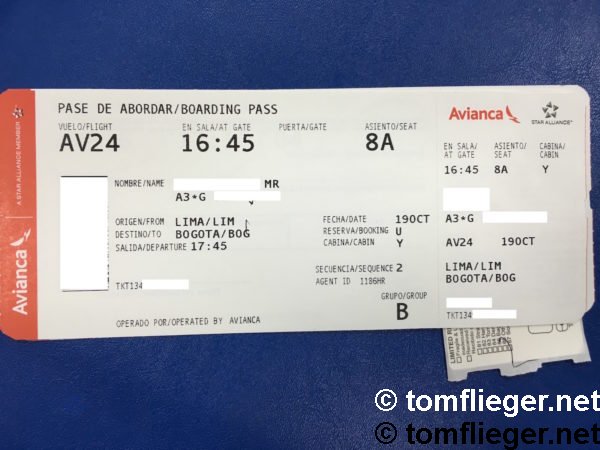 PASE DE ABORDAR/BOARDING PASS
VUELO/FLIGHT EN SALA/AT GATE PUERTA/GATE ASIENTO/SEAT
AV24 16:45 8A
NOMBRE/NAME MR
A3*G
ORIGEN/FROM LIMA/LIM
DESTINO/TO BOGOTA/BOG
SALIDA/DEPARTURE 17:45
FECHA/DATE 19OCT
RESERVA/BOOKING U
CABINA/CABIN Y
SECUENCIA/SEQUENCE 2
AGENT ID 1186HR
GRUPO/GROUP
B
TKT134
OPERADO POR/OPERATED BY AVIANCA
Avianca
A STAR ALLIANCE MEMBER
Avianca
STAR ALLIANCE
EN SALA/ ASIENTO/ CABINA/
AT GATE SEAT CABIN
16:45 8A Y
A3*G
AV24 19OCT
LIMA/LIM
BOGOTA/BOG
TKT134
LIMITED
© tomflieger.net
© tomflieger.net